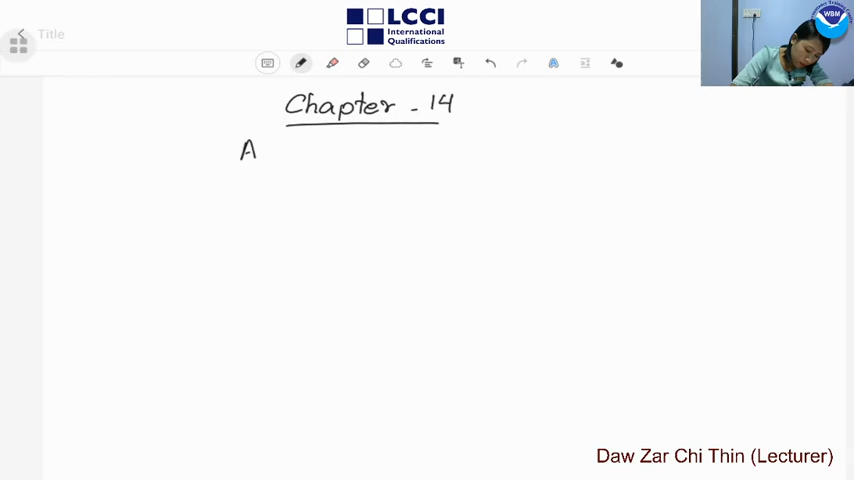 LCCI
International
Qualifications
Title
WBM
Chapter - 14
A
Daw Zar Chi Thin (Lecturer)